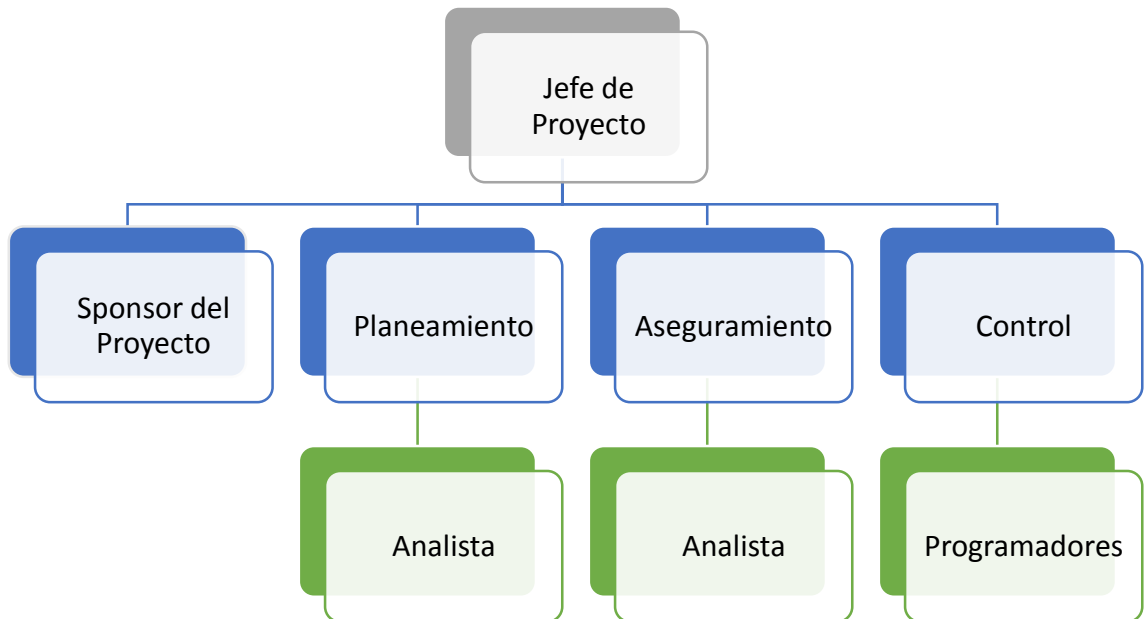 Jefe de
Proyecto
Sponsor del
Proyecto
Planeamiento
Aseguramiento
Control
Analista
Analista
Programadores